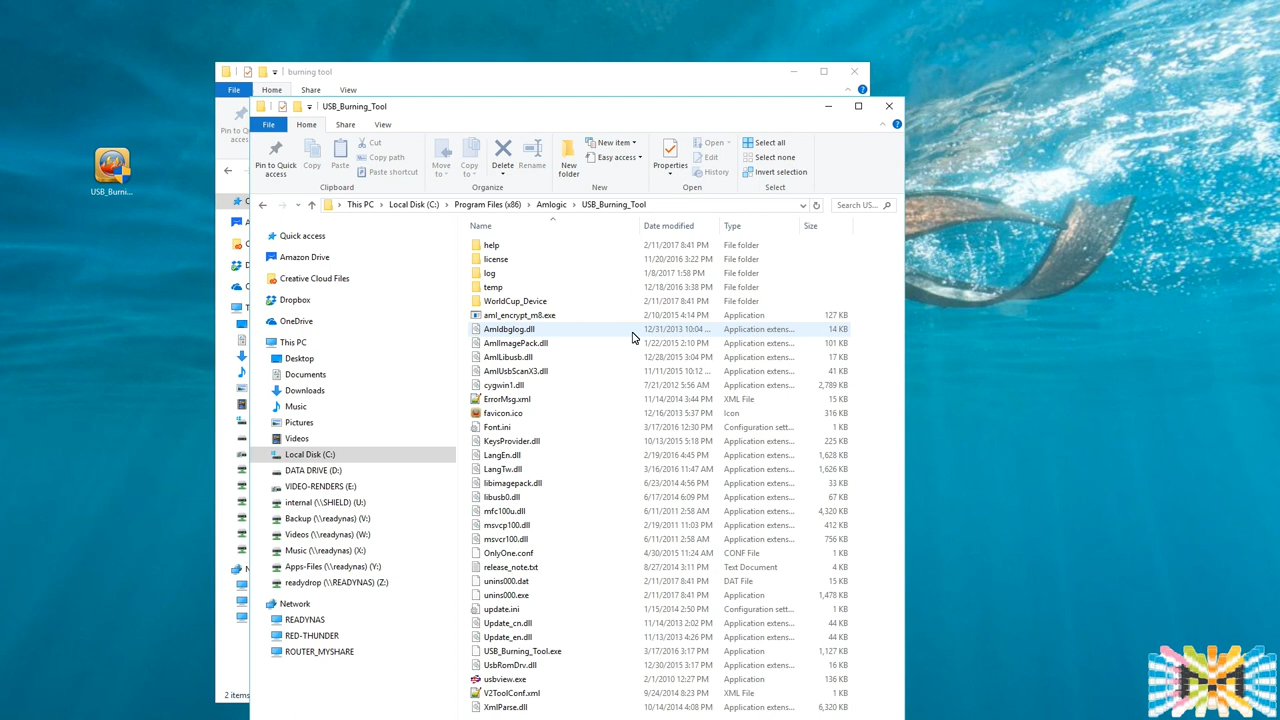 burning tool
File Home Share View
Pin to Q
acces
USB_Burni...
2 items
USB_Burning_Tool
File Home Share View
Pin to Quick access
Copy
Paste
Cut
Copy path
Paste shortcut
Clipboard
Move to
Copy to
Delete
Rename
Organize
New folder
New item
Easy access
New
Properties
Open
Edit
History
Open
Select all
Select none
Invert selection
Select
This PC > Local Disk (C:) > Program Files (x86) > Amlogic > USB_Burning_Tool
Search US...
Quick access
Amazon Drive
Creative Cloud Files
Dropbox
OneDrive
This PC
Desktop
Documents
Downloads
Music
Pictures
Videos
Local Disk (C:)
DATA DRIVE (D:)
VIDEO-RENDERS (E:)
internal (\\SHIELD) (U:)
Backup (\\readynas) (V:)
Videos (\\readynas) (W:)
Music (\\readynas) (X:)
Apps-Files (\\readynas) (Y:)
readydrop (\\READYNAS) (Z:)
Network
READYNAS
RED-THUNDER
ROUTER_MYSHARE
Name Date modified Type Size
help 2/11/2017 8:41 PM File folder
license 11/20/2016 3:22 PM File folder
log 1/8/2017 1:58 PM File folder
temp 12/18/2016 3:38 PM File folder
WorldCup_Device 2/11/2017 8:41 PM File folder
aml_encrypt_m8.exe 2/10/2015 4:14 PM Application 127 KB
Amldbglog.dll 12/31/2013 10:04 ... Application extens... 14 KB
AmlImagePack.dll 1/22/2015 2:10 PM Application extens... 101 KB
AmlLibusb.dll 12/28/2015 3:04 PM Application extens... 17 KB
AmlUsbScanX3.dll 11/11/2015 10:12 ... Application extens... 41 KB
cygwin1.dll 7/21/2012 5:56 AM Application extens... 2,789 KB
ErrorMsg.xml 11/14/2014 3:44 PM XML File 15 KB
favicon.ico 12/16/2013 5:37 PM Icon 316 KB
Font.ini 3/17/2016 12:30 PM Configuration sett... 1 KB
KeysProvider.dll 10/13/2015 5:18 PM Application extens... 225 KB
LangEn.dll 2/19/2016 4:45 PM Application extens... 1,628 KB
LangTw.dll 3/16/2016 11:47 AM Application extens... 1,626 KB
libimagepack.dll 6/23/2014 4:56 PM Application extens... 33 KB
libusb0.dll 6/17/2014 6:09 PM Application extens... 67 KB
mfc100u.dll 6/11/2011 2:58 AM Application extens... 4,320 KB
msvcp100.dll 2/19/2011 11:03 PM Application extens... 412 KB
msvcr100.dll 6/11/2011 2:58 AM Application extens... 756 KB
OnlyOne.conf 4/30/2015 11:24 AM CONF File 1 KB
release_note.txt 8/27/2014 3:11 PM Text Document 4 KB
unins000.dat 2/11/2017 8:41 PM DAT File 15 KB
unins000.exe 2/11/2017 8:41 PM Application 1,478 KB
update.ini 1/15/2014 2:50 PM Configuration sett... 1 KB
Update_cn.dll 11/14/2013 2:02 PM Application extens... 44 KB
Update_en.dll 11/13/2013 4:26 PM Application extens... 44 KB
USB_Burning_Tool.exe 3/17/2016 3:17 PM Application 1,127 KB
UsbRomDrv.dll 12/30/2015 3:17 PM Application extens... 16 KB
usbview.exe 2/1/2010 12:27 PM Application 136 KB
V2ToolConf.xml 9/24/2014 8:23 PM XML File 1 KB
XmlParse.dll 10/14/2014 4:08 PM Application extens... 6,320 KB